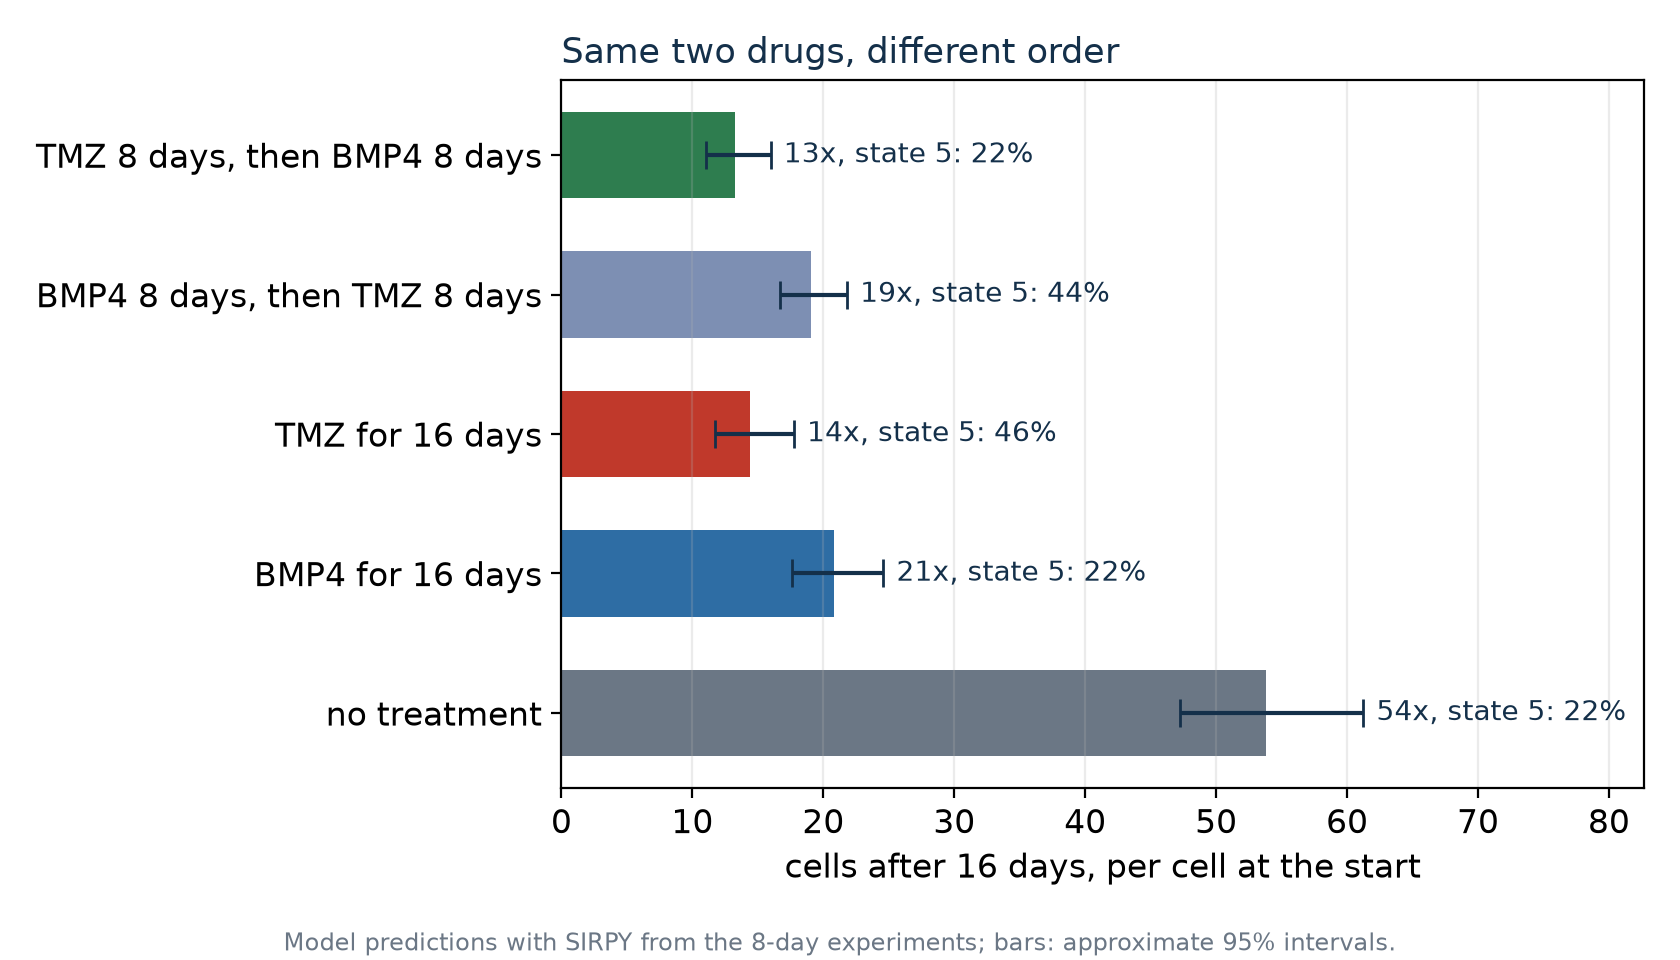 Same two drugs, different order
TMZ 8 days, then BMP4 8 days
13x, state 5: 22%
BMP4 8 days, then TMZ 8 days
19x, state 5: 44%
TMZ for 16 days
14x, state 5: 46%
BMP4 for 16 days
21x, state 5: 22%
no treatment
54x, state 5: 22%
0 10 20 30 40 50 60 70 80
cells after 16 days, per cell at the start
Model predictions with SIRPY from the 8-day experiments; bars: approximate 95% intervals.